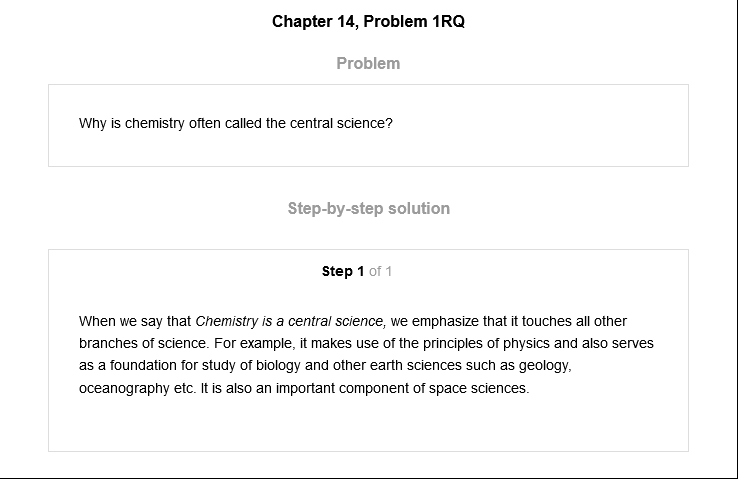 Chapter 14, Problem 1RQ
Problem
Why is chemistry often called the central science?
Step-by-step solution
Step 1 of 1
When we say that Chemistry is a central science, we emphasize that it touches all other
branches of science. For example, it makes use of the principles of physics and also serves
as a foundation for study of biology and other earth sciences such as geology,
oceanography etc. It is also an important component of space sciences.